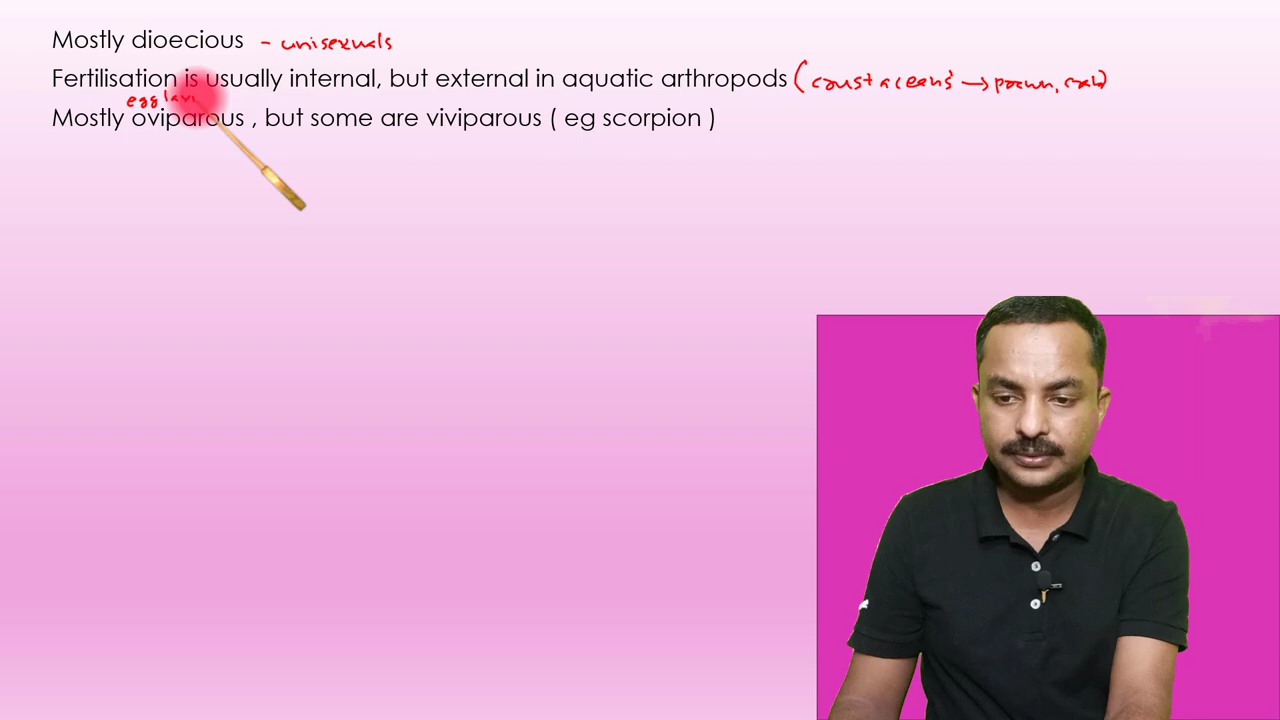 Mostly dioecious - unisexuals
Fertilisation is usually internal, but external in aquatic arthropods (crustaceans → prawn, crab)
egg layi
Mostly oviparous , but some are viviparous ( eg scorpion )